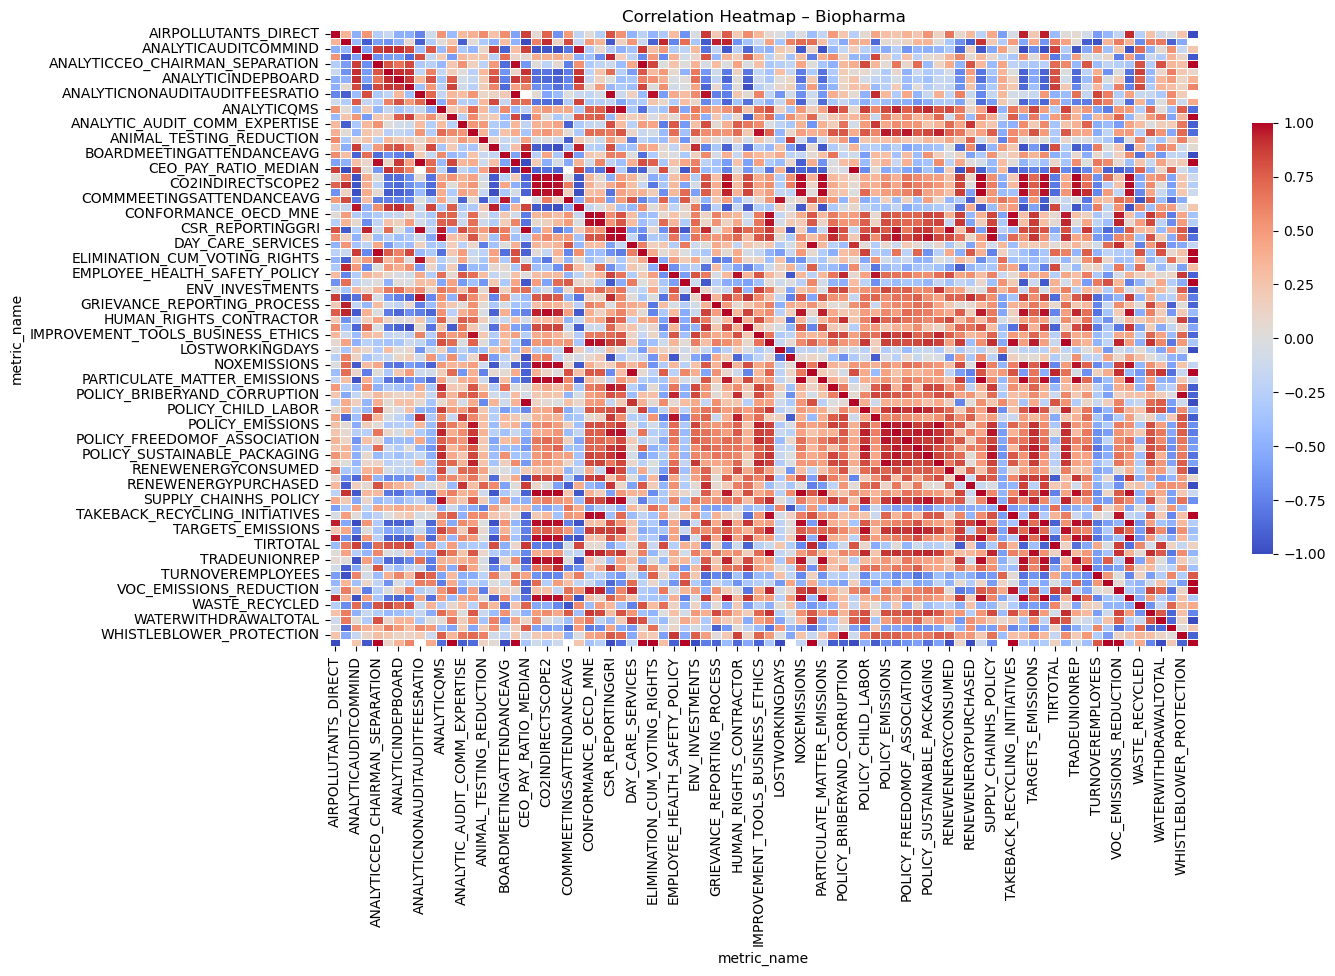 Correlation Heatmap – Biopharma
metric_name
AIRPOLLUTANTS_DIRECT
ANALYTICAUDITCOMMIND
ANALYTICCEO_CHAIRMAN_SEPARATION
ANALYTICINDEPBOARD
ANALYTICNONAUDITAUDITFEESRATIO
ANALYTICQMS
ANALYTIC_AUDIT_COMM_EXPERTISE
ANIMAL_TESTING_REDUCTION
BOARDMEETINGATTENDANCEAVG
CEO_PAY_RATIO_MEDIAN
CO2INDIRECTSCOPE2
COMMMEETINGSATTENDANCEAVG
CONFORMANCE_OECD_MNE
CSR_REPORTINGGRI
DAY_CARE_SERVICES
ELIMINATION_CUM_VOTING_RIGHTS
EMPLOYEE_HEALTH_SAFETY_POLICY
ENV_INVESTMENTS
GRIEVANCE_REPORTING_PROCESS
HUMAN_RIGHTS_CONTRACTOR
IMPROVEMENT_TOOLS_BUSINESS_ETHICS
LOSTWORKINGDAYS
NOXEMISSIONS
PARTICULATE_MATTER_EMISSIONS
POLICY_BRIBERYAND_CORRUPTION
POLICY_CHILD_LABOR
POLICY_EMISSIONS
POLICY_FREEDOMOF_ASSOCIATION
POLICY_SUSTAINABLE_PACKAGING
RENEWENERGYCONSUMED
RENEWENERGYPURCHASED
SUPPLY_CHAINHS_POLICY
TAKEBACK_RECYCLING_INITIATIVES
TARGETS_EMISSIONS
TIRTOTAL
TRADEUNIONREP
TURNOVEREMPLOYEES
VOC_EMISSIONS_REDUCTION
WASTE_RECYCLED
WATERWITHDRAWALTOTAL
WHISTLEBLOWER_PROTECTION
AIRPOLLUTANTS_DIRECT
ANALYTICAUDITCOMMIND
ANALYTICCEO_CHAIRMAN_SEPARATION
ANALYTICINDEPBOARD
ANALYTICNONAUDITAUDITFEESRATIO
ANALYTICQMS
ANALYTIC_AUDIT_COMM_EXPERTISE
ANIMAL_TESTING_REDUCTION
BOARDMEETINGATTENDANCEAVG
CEO_PAY_RATIO_MEDIAN
CO2INDIRECTSCOPE2
COMMMEETINGSATTENDANCEAVG
CONFORMANCE_OECD_MNE
CSR_REPORTINGGRI
DAY_CARE_SERVICES
ELIMINATION_CUM_VOTING_RIGHTS
EMPLOYEE_HEALTH_SAFETY_POLICY
ENV_INVESTMENTS
GRIEVANCE_REPORTING_PROCESS
HUMAN_RIGHTS_CONTRACTOR
IMPROVEMENT_TOOLS_BUSINESS_ETHICS
LOSTWORKINGDAYS
NOXEMISSIONS
PARTICULATE_MATTER_EMISSIONS
POLICY_BRIBERYAND_CORRUPTION
POLICY_CHILD_LABOR
POLICY_EMISSIONS
POLICY_FREEDOMOF_ASSOCIATION
POLICY_SUSTAINABLE_PACKAGING
RENEWENERGYCONSUMED
RENEWENERGYPURCHASED
SUPPLY_CHAINHS_POLICY
TAKEBACK_RECYCLING_INITIATIVES
TARGETS_EMISSIONS
TIRTOTAL
TRADEUNIONREP
TURNOVEREMPLOYEES
VOC_EMISSIONS_REDUCTION
WASTE_RECYCLED
WATERWITHDRAWALTOTAL
WHISTLEBLOWER_PROTECTION
metric_name
1.00
0.75
0.50
0.25
0.00
−0.25
−0.50
−0.75
−1.00